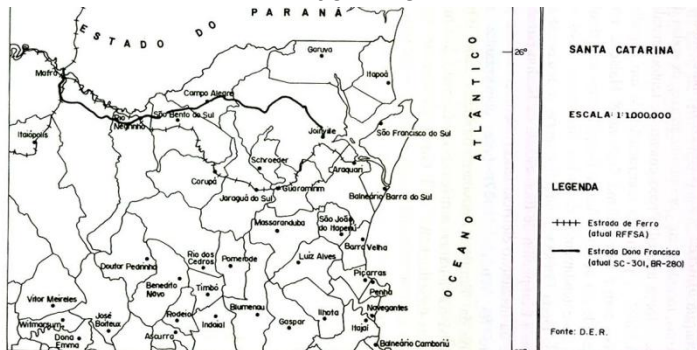 ESTADO DO PARANÁ
Garuva
26°
Mafra
Itapoá
Campo Alegre
Rio Negrinho
São Bento do Sul
Itaiópolis
Joinville
São Francisco do Sul
Schroeder
Araquari
Corupá
Guaramirim
Jaraguá do Sul
Balneário Barra do Sul
Massaranduba
São João do Itaperiú
Barra Velha
Rio dos Cedros
Doutor Pedrinho
Pomerode
Luiz Alves
Benedito Novo
Timbó
Piçarras
Penha
Vitor Meireles
Navegantes
José Boiteux
Rodeio
Blumenau
Ilhota
Witmarsum
Indaial
Gaspar
Itajaí
Dona Emma
Ascurra
Balneário Camboriú
OCEANO ATLÂNTICO
SANTA CATARINA
ESCALA: 1:1.000.000
LEGENDA
Estrada de Ferro
(atual RFFSA)
Estrada Dona Francisca
(atual SC-301, BR-280)
Fonte: D.E.R.